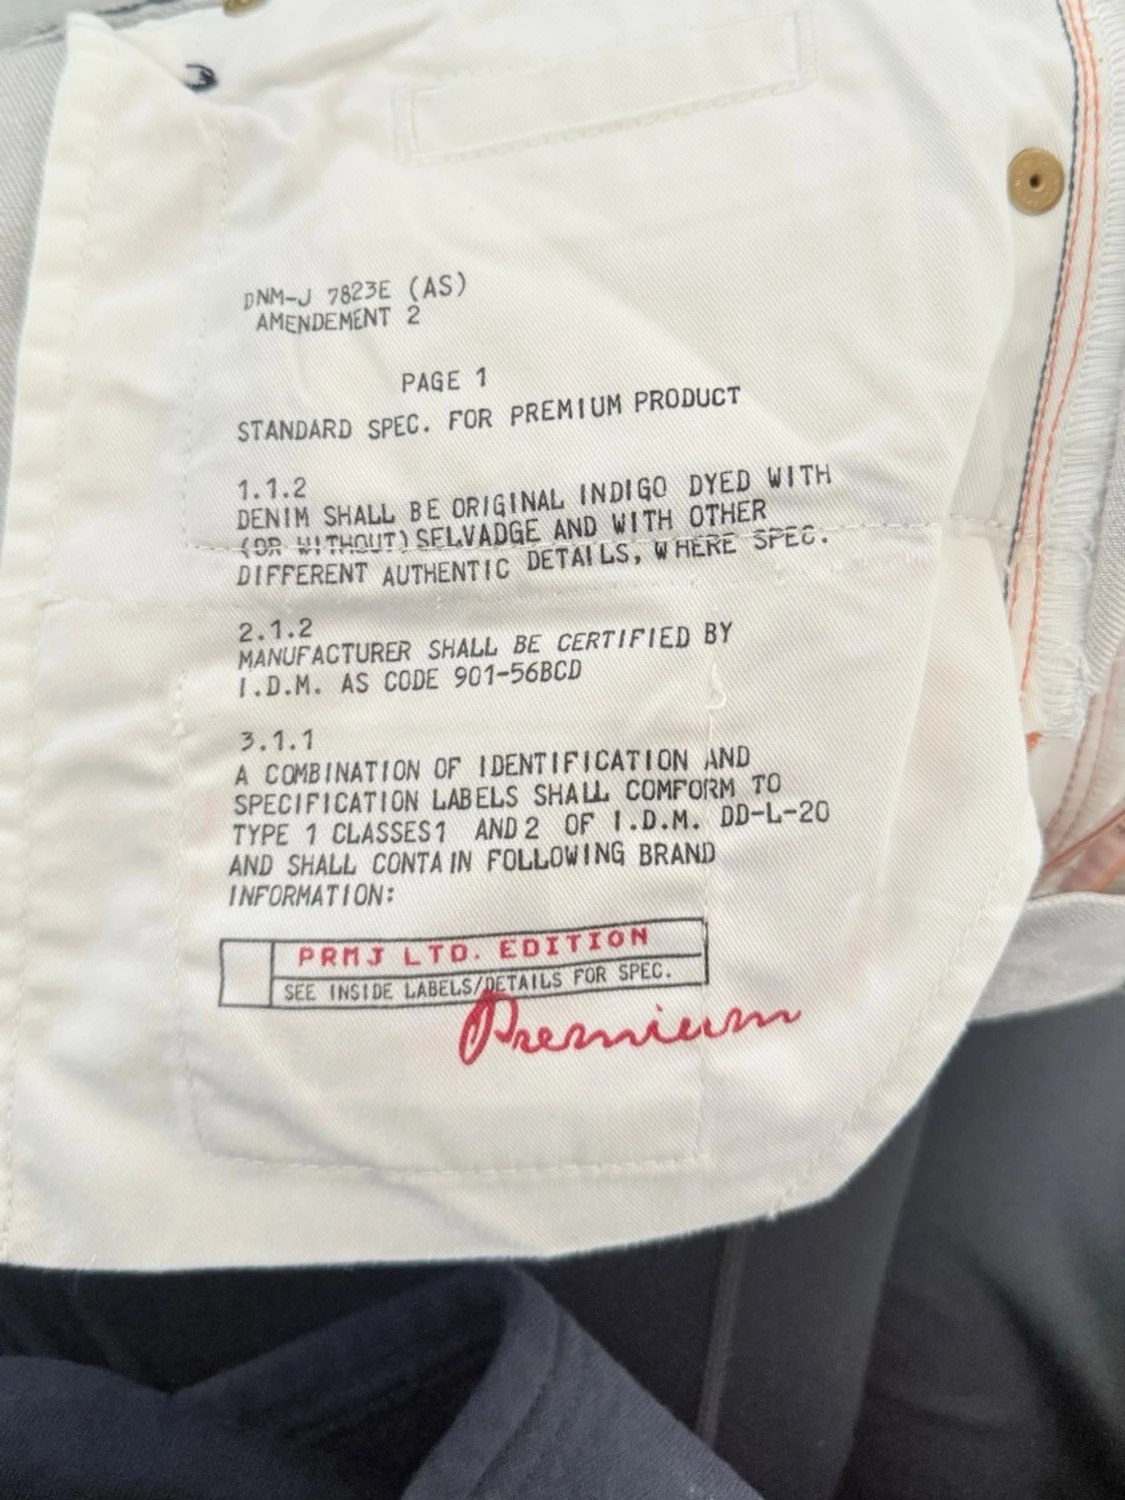 DNM-J 7823E (AS)
AMENDEMENT 2
PAGE 1
STANDARD SPEC. FOR PREMIUM PRODUCT
1.1.2
DENIM SHALL BE ORIGINAL INDIGO DYED WITH
(OR WITHOUT) SELVADGE AND WITH OTHER
DIFFERENT AUTHENTIC DETAILS, WHERE SPEC.
2.1.2
MANUFACTURER SHALL BE CERTIFIED BY
I.D.M. AS CODE 901-56BCD
3.1.1
A COMBINATION OF IDENTIFICATION AND
SPECIFICATION LABELS SHALL COMFORM TO
TYPE 1 CLASSES1 AND 2 OF I.D.M. DD-L-20
AND SHALL CONTAIN FOLLOWING BRAND
INFORMATION:
PRMJ LTD. EDITION
SEE INSIDE LABELS/DETAILS FOR SPEC.
Premium